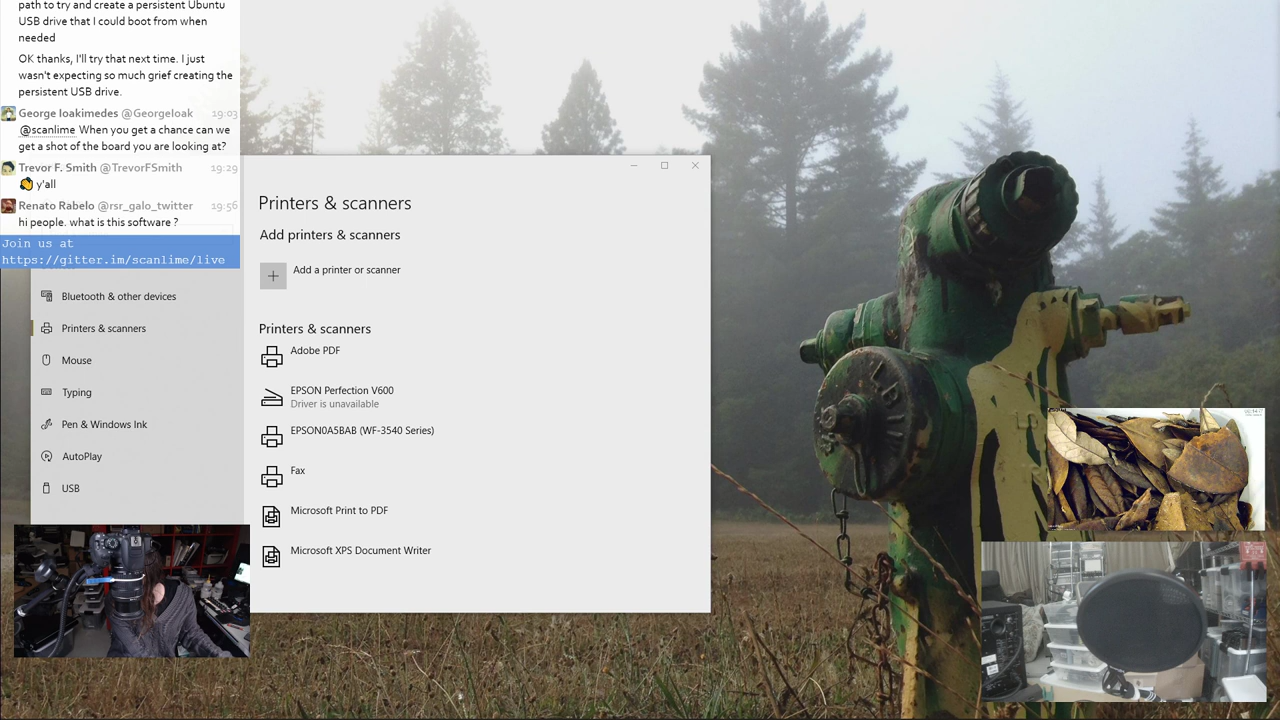 path to try and create a persistent Ubuntu
USB drive that I could boot from when
needed
OK thanks, I'll try that next time. I just
wasn't expecting so much grief creating the
persistent USB drive.
George Ioakimedes @GeorgeIoak 19:03
@scanlime When you get a chance can we
get a shot of the board you are looking at?
Trevor F. Smith @TrevorFSmith 19:29
y'all
Renato Rabelo @rsr_galo_twitter 19:56
hi people. what is this software ?
Join us at
https://gitter.im/scanlime/live
Bluetooth & other devices
Printers & scanners
Mouse
Typing
Pen & Windows Ink
AutoPlay
USB
Printers & scanners
Add printers & scanners
Add a printer or scanner
Printers & scanners
Adobe PDF
EPSON Perfection V600
Driver is unavailable
EPSON0A5BAB (WF-3540 Series)
Fax
Microsoft Print to PDF
Microsoft XPS Document Writer